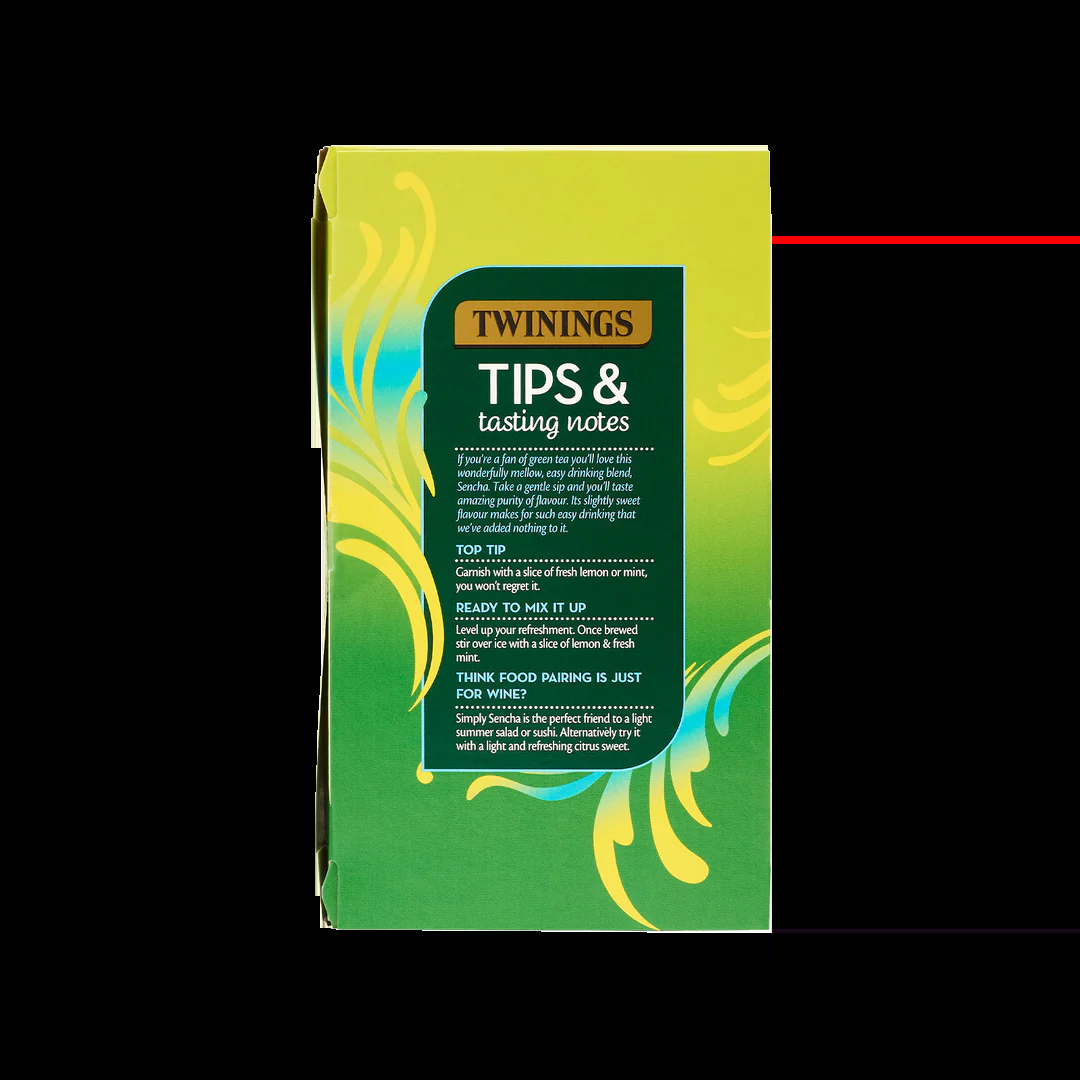 TWININGS
TIPS &
tasting notes
If you're a fan of green tea you'll love this
wonderfully mellow, easy drinking blend,
Sencha. Take a gentle sip and you'll taste
amazing purity of flavour. Its slightly sweet
flavour makes for such easy drinking that
we've added nothing to it.
TOP TIP
Garnish with a slice of fresh lemon or mint,
you won't regret it.
READY TO MIX IT UP
Level up your refreshment. Once brewed
stir over ice with a slice of lemon & fresh
mint.
THINK FOOD PAIRING IS JUST
FOR WINE?
Simply Sencha is the perfect friend to a light
summer salad or sushi. Alternatively try it
with a light and refreshing citrus sweet.